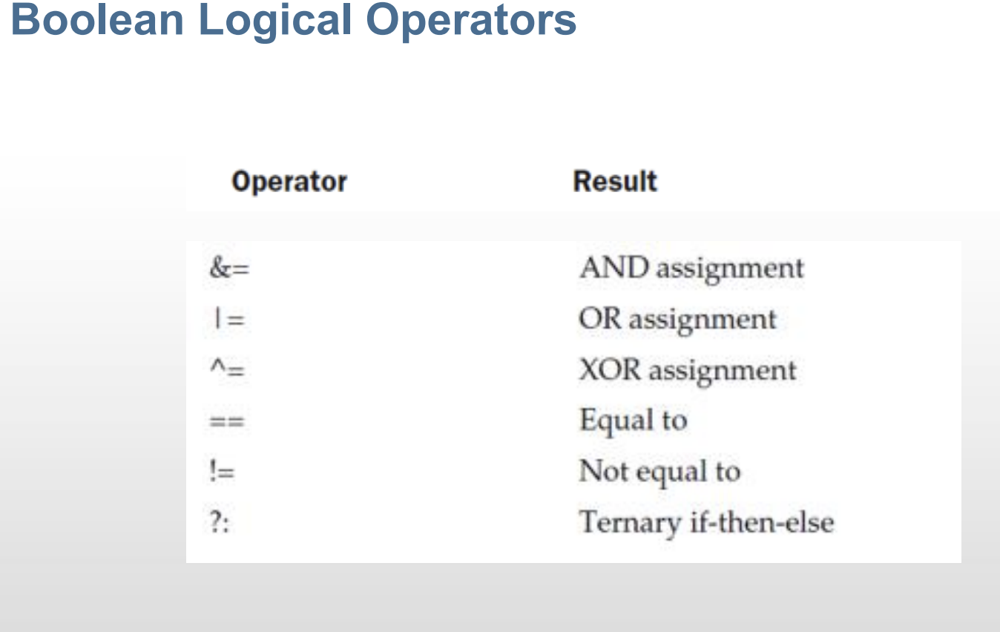 Boolean Logical Operators
Operator Result
&= AND assignment
|= OR assignment
^= XOR assignment
== Equal to
!= Not equal to
?: Ternary if-then-else